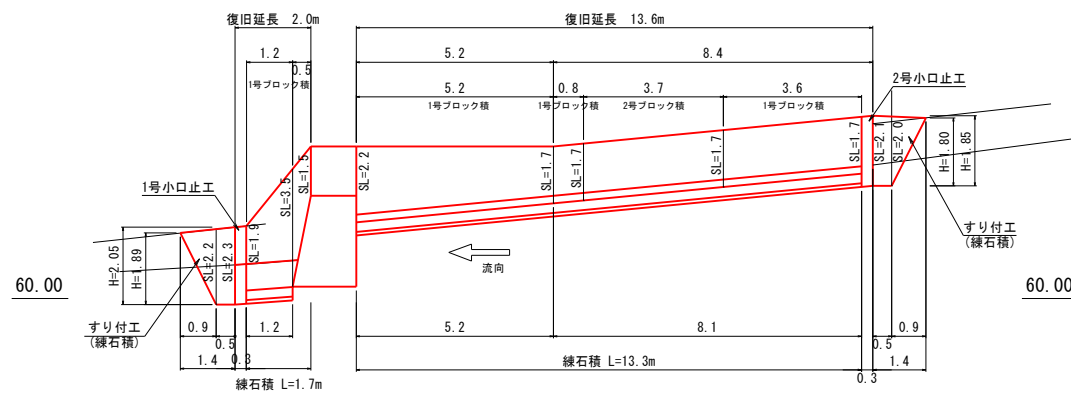 復旧延長 2.0m
復旧延長 13.6m
1.2
0.5
5.2
8.4
1号ブロック積
5.2
0.8
3.7
3.6
2号小口止工
1号ブロック積
1号ブロック積
2号ブロック積
1号ブロック積
SL=1.5
SL=3.5
SL=2.2
SL=1.7
SL=1.7
SL=1.7
SL=1.7
SL=2.1
SL=2.0
H=1.80
H=1.85
1号小口止工
SL=1.9
SL=2.3
SL=2.2
H=1.89
H=2.05
すり付工
(練石積)
流向
60.00
60.00
すり付工
(練石積)
0.9
0.5
1.2
5.2
8.1
0.5
0.9
1.4
0.3
練石積 L=1.7m
練石積 L=13.3m
0.3
1.4